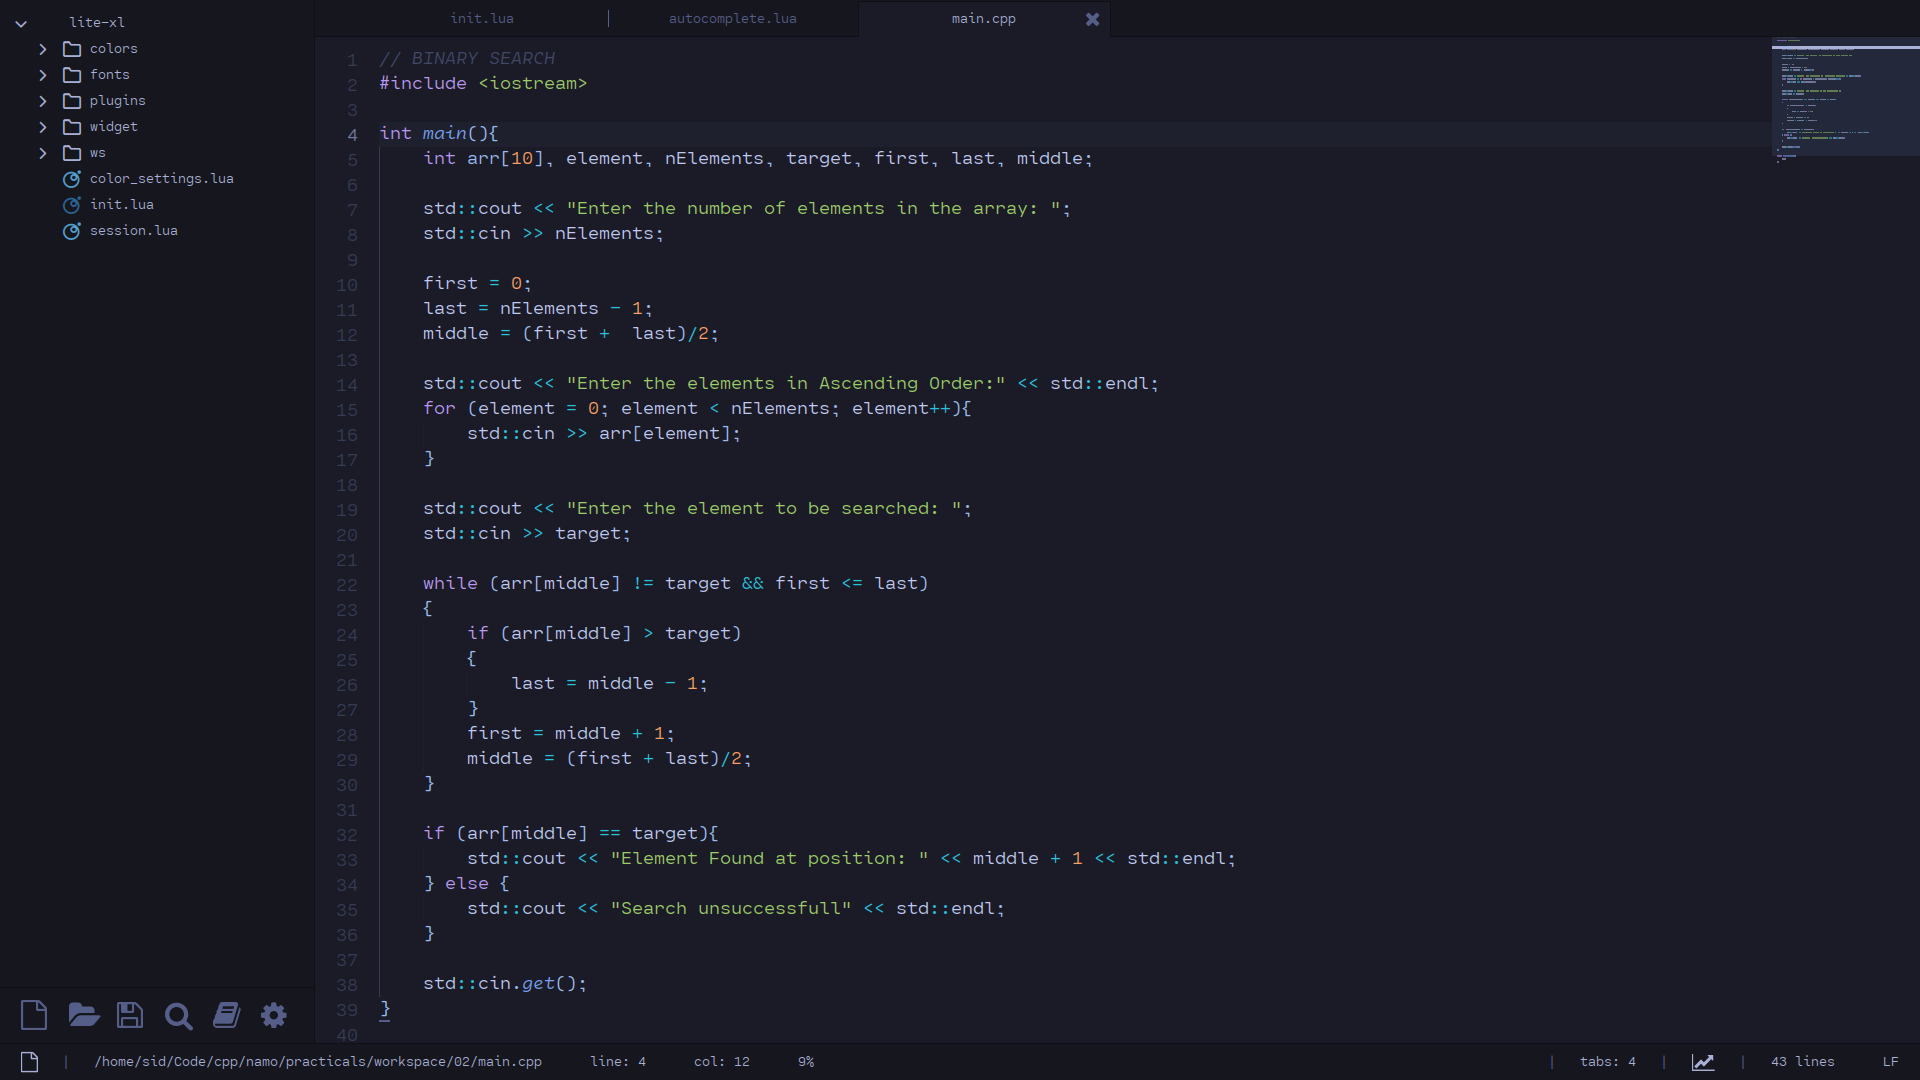 lite-xl
colors
fonts
plugins
widget
ws
color_settings.lua
init.lua
session.lua
init.lua | autocomplete.lua main.cpp
1 // BINARY SEARCH
2 #include <iostream>
3
4 int main(){
5     int arr[10], element, nElements, target, first, last, middle;
6
7     std::cout << "Enter the number of elements in the array: ";
8     std::cin >> nElements;
9
10     first = 0;
11     last = nElements - 1;
12     middle = (first +  last)/2;
13
14     std::cout << "Enter the elements in Ascending Order:" << std::endl;
15     for (element = 0; element < nElements; element++){
16         std::cin >> arr[element];
17     }
18
19     std::cout << "Enter the element to be searched: ";
20     std::cin >> target;
21
22     while (arr[middle] != target && first <= last)
23     {
24         if (arr[middle] > target)
25         {
26             last = middle - 1;
27         }
28         first = middle + 1;
29         middle = (first + last)/2;
30     }
31
32     if (arr[middle] == target){
33         std::cout << "Element Found at position: " << middle + 1 << std::endl;
34     } else {
35         std::cout << "Search unsuccessfull" << std::endl;
36     }
37
38     std::cin.get();
39 }
40
| /home/sid/Code/cpp/namo/practicals/workspace/02/main.cpp line: 4 col: 12 9% | tabs: 4 | | 43 lines LF